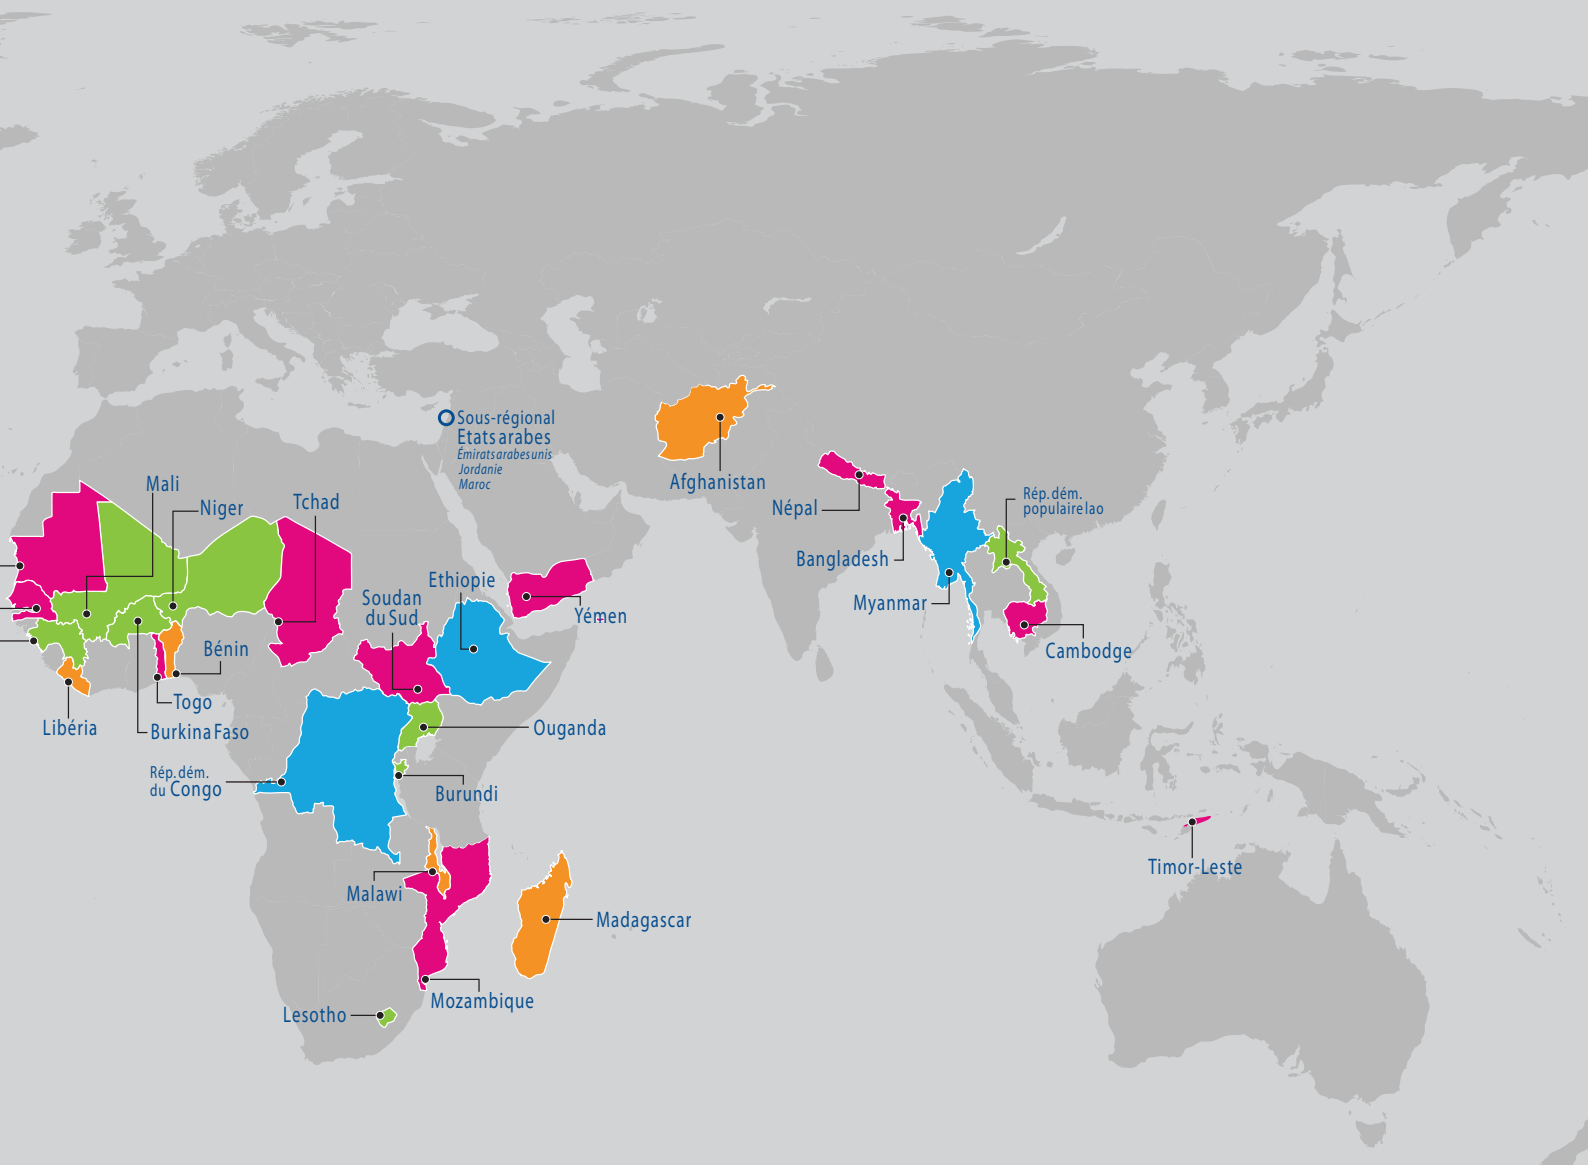 Sous-régional
Etats arabes
Émirats arabes unis
Jordanie
Maroc
Mali
Niger
Tchad
Afghanistan
Népal
Rép. dém.
populaire lao
Bangladesh
Ethiopie
Soudan
du Sud
Yémen
Myanmar
Cambodge
Bénin
Togo
Libéria
Burkina Faso
Ouganda
Rép. dém.
du Congo
Burundi
Timor-Leste
Malawi
Madagascar
Mozambique
Lesotho